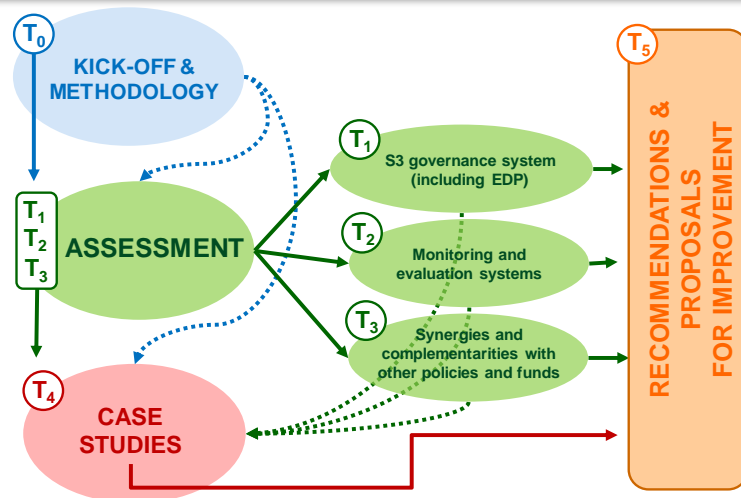 T0
KICK-OFF &
METHODOLOGY
T1
T2
T3
ASSESSMENT
T4
CASE
STUDIES
T1
S3 governance system
(including EDP)
T2
Monitoring and
evaluation systems
T3
Synergies and
complementarities with
other policies and funds
T5
RECOMMENDATIONS &
PROPOSALS
FOR IMPROVEMENT